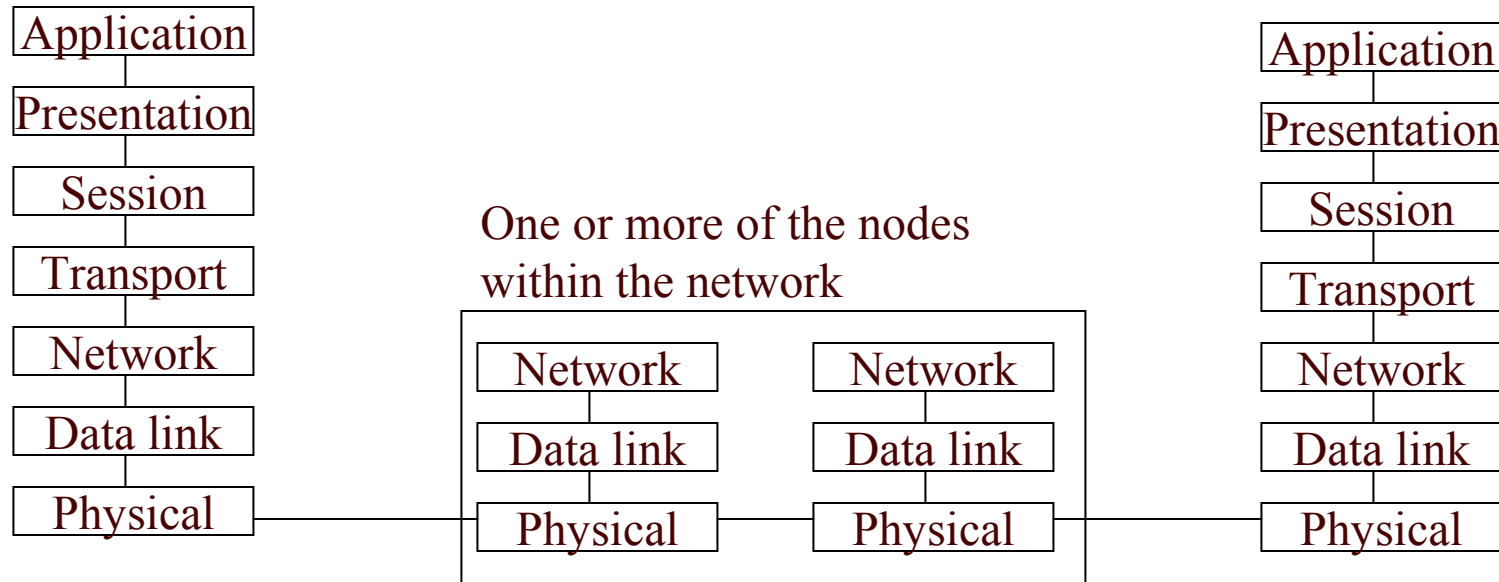 Application
Presentation
Session
Transport
Network
Data link
Physical
One or more of the nodes
within the network
Network
Data link
Physical
Network
Data link
Physical
Application
Presentation
Session
Transport
Network
Data link
Physical